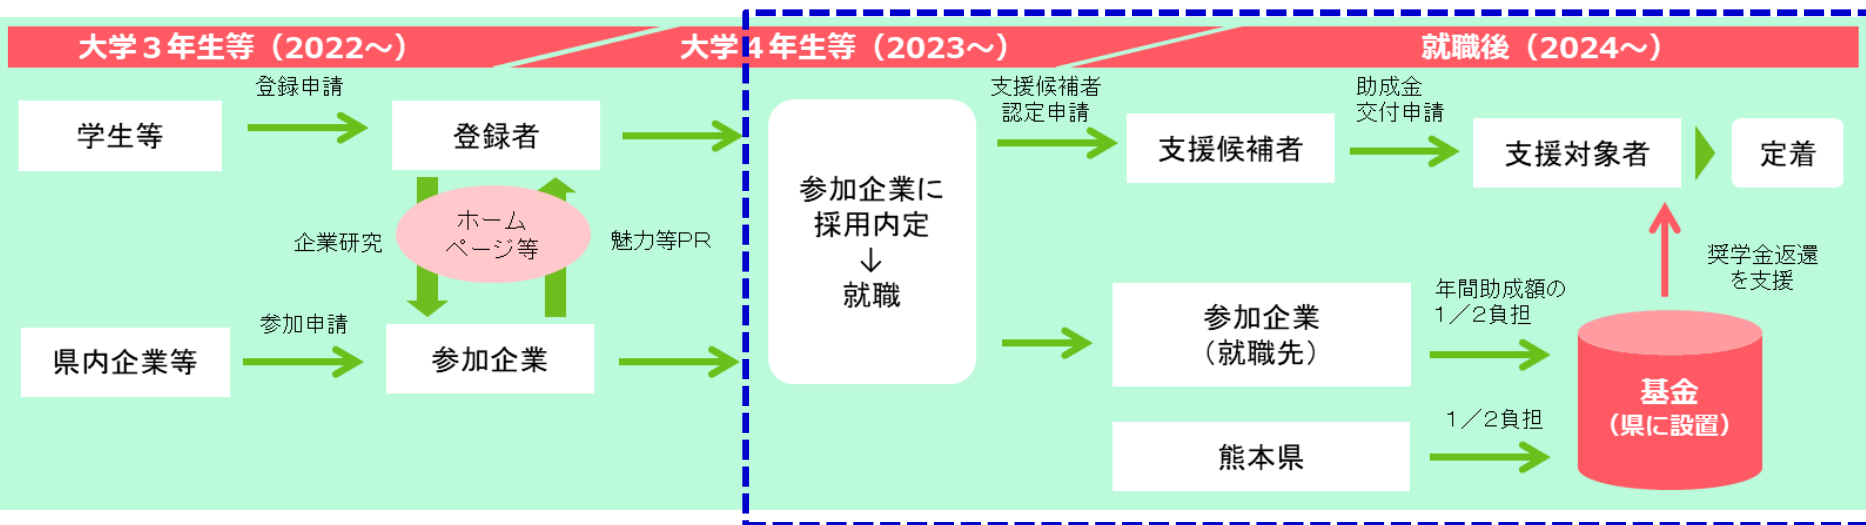 大学３年生等（2022～）
大学４年生等（2023～）
就職後（2024～）
学生等
登録申請
登録者
企業研究
ホーム
ページ等
魅力等PR
県内企業等
参加申請
参加企業
参加企業に
採用内定
↓
就職
支援候補者
認定申請
支援候補者
助成金
交付申請
支援対象者
定着
奨学金返還
を支援
参加企業
（就職先）
年間助成額の
１／２負担
熊本県
１／２負担
基金
（県に設置）